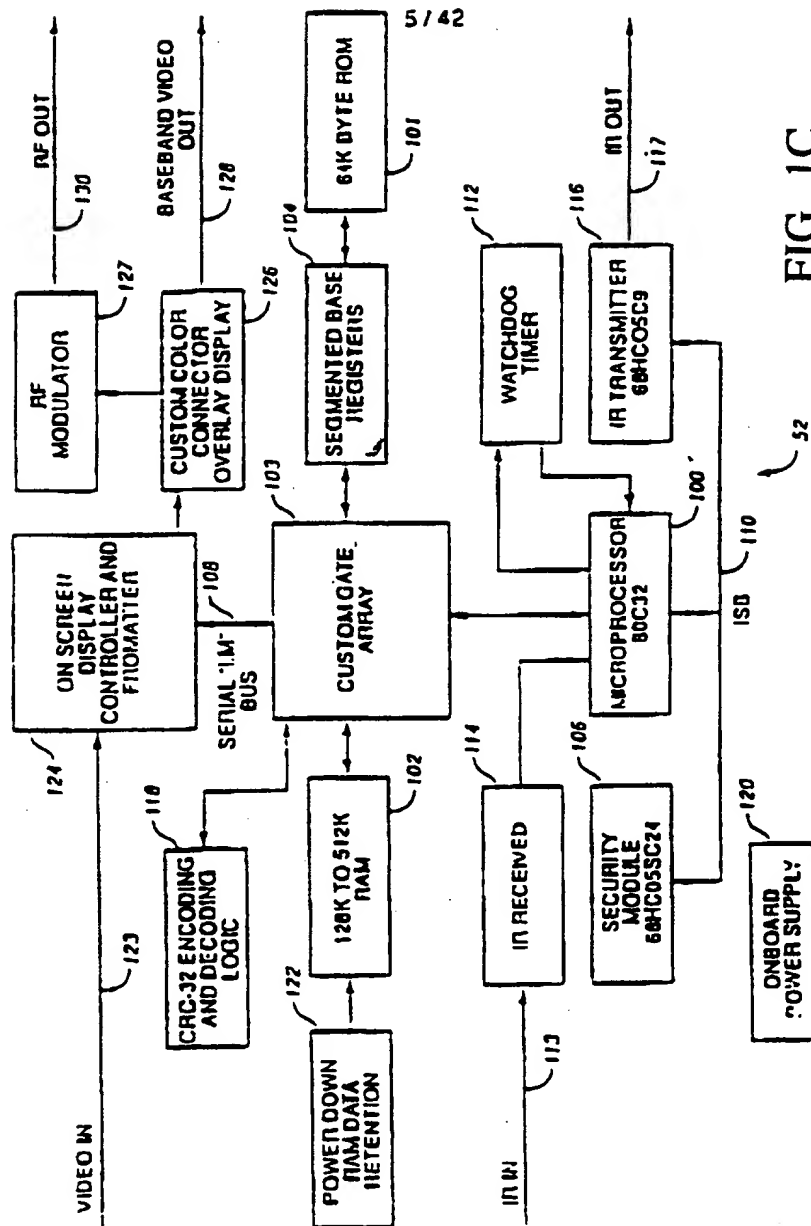 5/42
RF OUT
130
BASEBAND VIDEO
OUT
128
RF
MODULATOR
127
CUSTOM COLOR
CONNECTOR
OVERLAY DISPLAY
126
64K BYTE ROM
101
SEGMENTED BASE
REGISTERS
104
ON SCREEN
DISPLAY
CONTROLLER AND
FROMATTER
124
SERIAL "I.M"
BUS
108
CUSTOM GATE
ARRAY
103
VIDEO IN
123
CRC-32 ENCODING
AND DECODING
LOGIC
118
128K TO 512K
RAM
102
POWER DOWN
RAM DATA
RETENTION
122
IR OUT
117
WATCHDOG
TIMER
112
IR TRANSMITTER
68HC05C9
116
MICROPROCESSOR
80C32
100
ISB
110
IR RECEIVED
114
SECURITY
MODULE
68HC05SC24
106
IR IN
113
ONBOARD
POWER SUPPLY
120
52
FIG. 1C